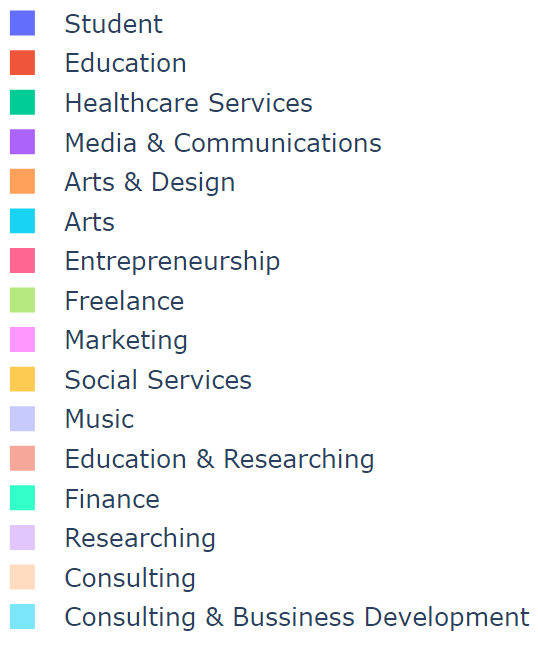 Student
Education
Healthcare Services
Media & Communications
Arts & Design
Arts
Entrepreneurship
Freelance
Marketing
Social Services
Music
Education & Researching
Finance
Researching
Consulting
Consulting & Bussiness Development